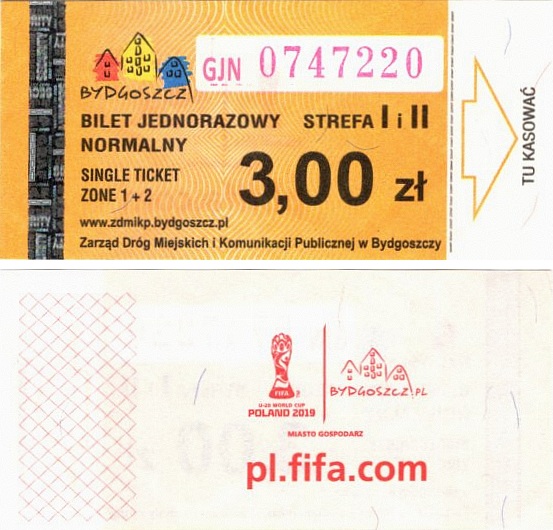 GJN 0747220
BYDGOSZCZ
BILET JEDNORAZOWY STREFA I i II
NORMALNY
SINGLE TICKET
ZONE 1 + 2
3,00 zł
www.zdmikp.bydgoszcz.pl
Zarząd Dróg Miejskich i Komunikacji Publicznej w Bydgoszczy
TU KASOWAĆ
FIFA
U-20 WORLD CUP
POLAND 2019
BYDGOSZCZ.PL
MIASTO GOSPODARZ
pl.fifa.com